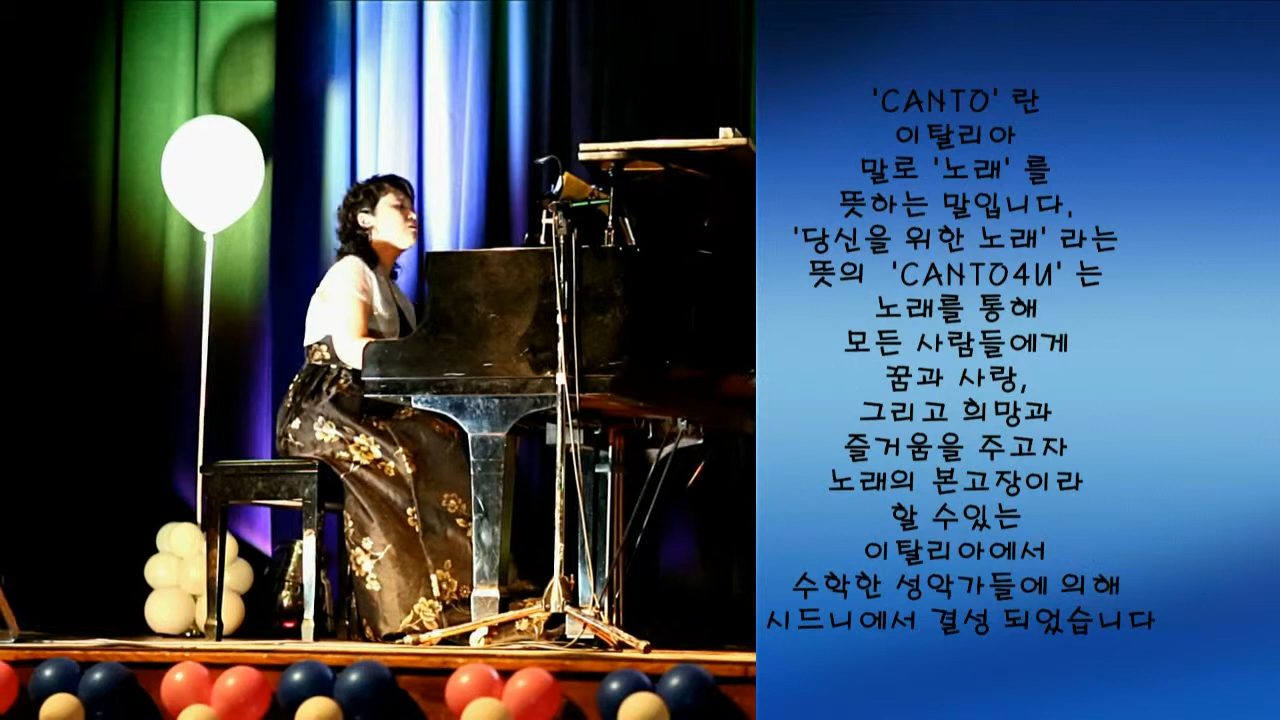 'CANTO' 란
이탈리아
말로 '노래' 를
뜻하는 말입니다.
'당신을 위한 노래' 라는
뜻의 'CANTO4U' 는
노래를 통해
모든 사람들에게
꿈과 사랑,
그리고 희망과
즐거움을 주고자
노래의 본고장이라
할 수있는
이탈리아에서
수학한 성악가들에 의해
시드니에서 결성 되었습니다